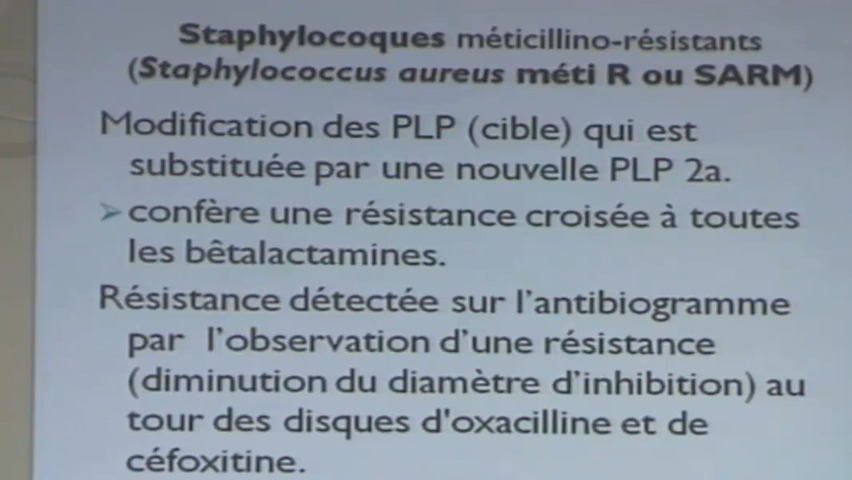 Staphylocoques méticillino-résistants
(Staphylococcus aureus méti R ou SARM)
Modification des PLP (cible) qui est
substituée par une nouvelle PLP 2a.
➢ confère une résistance croisée à toutes
les bêtalactamines.
Résistance détectée sur l'antibiogramme
par l'observation d'une résistance
(diminution du diamètre d'inhibition) au
tour des disques d'oxacilline et de
céfoxitine.